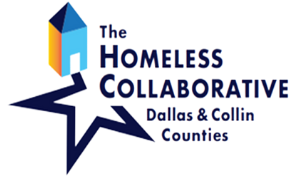 The
HOMELESS
COLLABORATIVE
Dallas & Collin
Counties